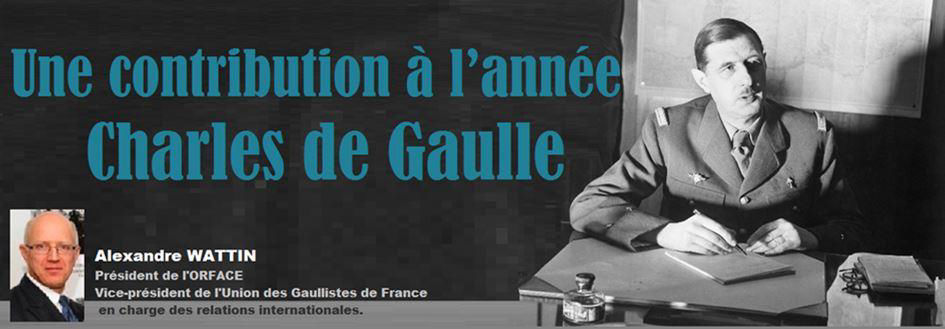 Une contribution à l'année
Charles de Gaulle
Alexandre WATTIN
Président de l'ORFACE
Vice-président de l'Union des Gaullistes de France
en charge des relations internationales.